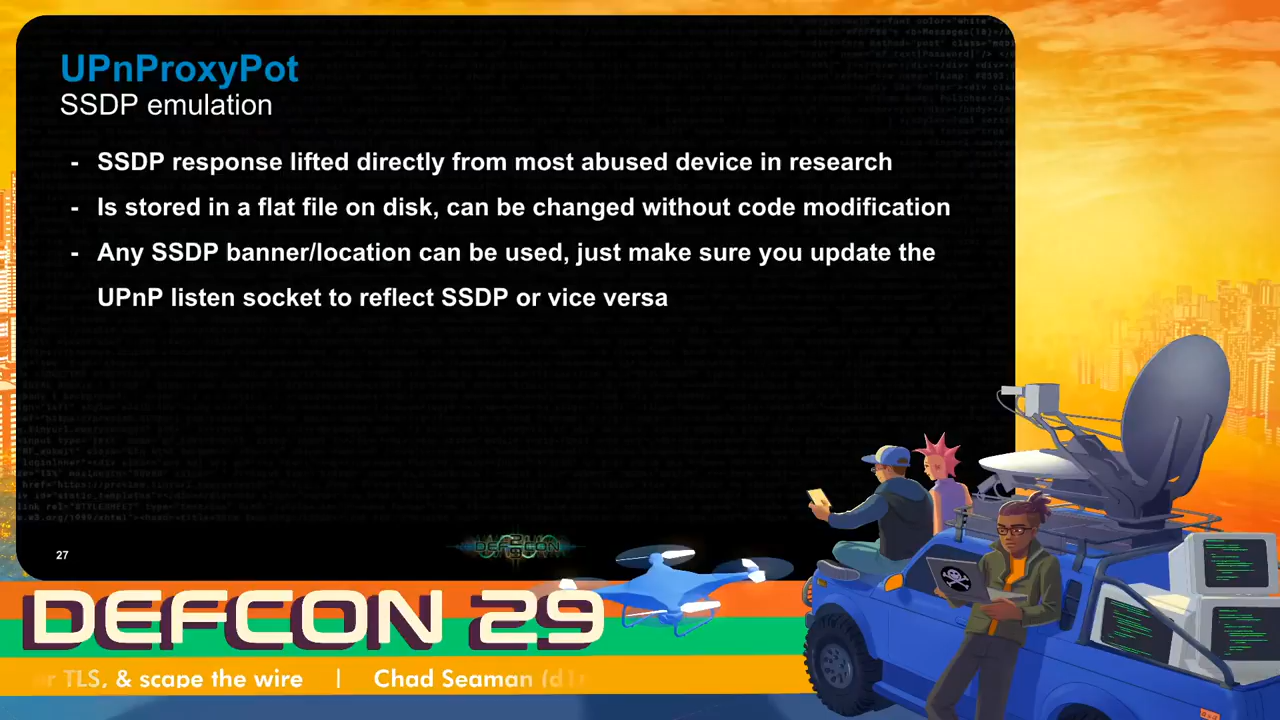 UPnProxyPot
SSDP emulation
- SSDP response lifted directly from most abused device in research
- Is stored in a flat file on disk, can be changed without code modification
- Any SSDP banner/location can be used, just make sure you update the
UPnP listen socket to reflect SSDP or vice versa
27
DEFCON
DEFCON 29
TLS, & scape the wire | Chad Seaman